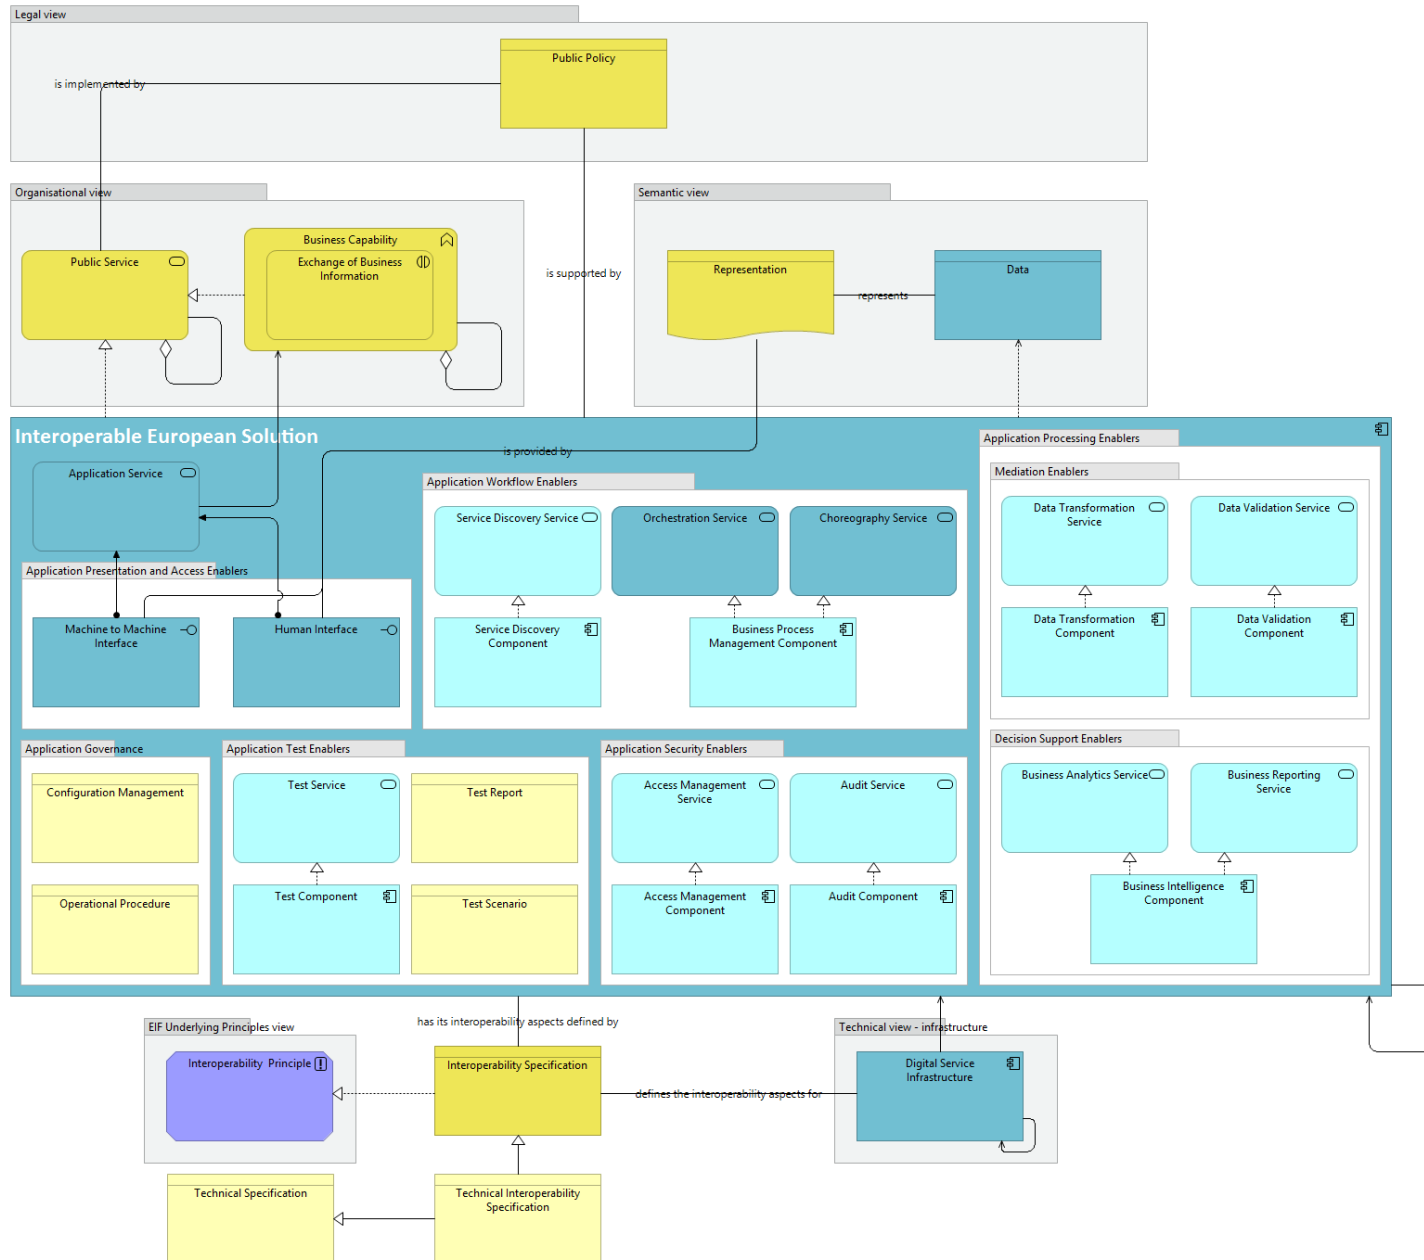 Legal view
Public Policy
is implemented by
Organisational view
Public Service
Business Capability
Exchange of Business
Information
is supported by
Semantic view
Representation
represents
Data
Interoperable European Solution
is provided by
Application Service
Application Presentation and Access Enablers
Machine to Machine
Interface
Human Interface
Application Workflow Enablers
Service Discovery Service
Orchestration Service
Choreography Service
Service Discovery
Component
Business Process
Management Component
Application Processing Enablers
Mediation Enablers
Data Transformation
Service
Data Validation Service
Data Transformation
Component
Data Validation
Component
Application Governance
Configuration Management
Operational Procedure
Application Test Enablers
Test Service
Test Report
Test Component
Test Scenario
Application Security Enablers
Access Management
Service
Audit Service
Access Management
Component
Audit Component
Decision Support Enablers
Business Analytics Service
Business Reporting
Service
Business Intelligence
Component
has its interoperability aspects defined by
EIF Underlying Principles view
Interoperability Principle
Interoperability Specification
defines the interoperability aspects for
Technical view - infrastructure
Digital Service
Infrastructure
Technical Specification
Technical Interoperability
Specification